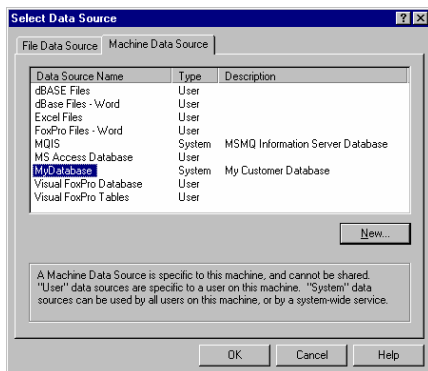 Select Data Source
File Data Source Machine Data Source
Data Source Name Type Description
dBASE Files User
dBase Files - Word User
Excel Files User
FoxPro Files - Word User
MQIS System MSMQ Information Server Database
MS Access Database User
MyDatabase System My Customer Database
Visual FoxPro Database User
Visual FoxPro Tables User
New...
A Machine Data Source is specific to this machine, and cannot be shared.
"User" data sources are specific to a user on this machine. "System" data
sources can be used by all users on this machine, or by a system-wide service.
OK Cancel Help